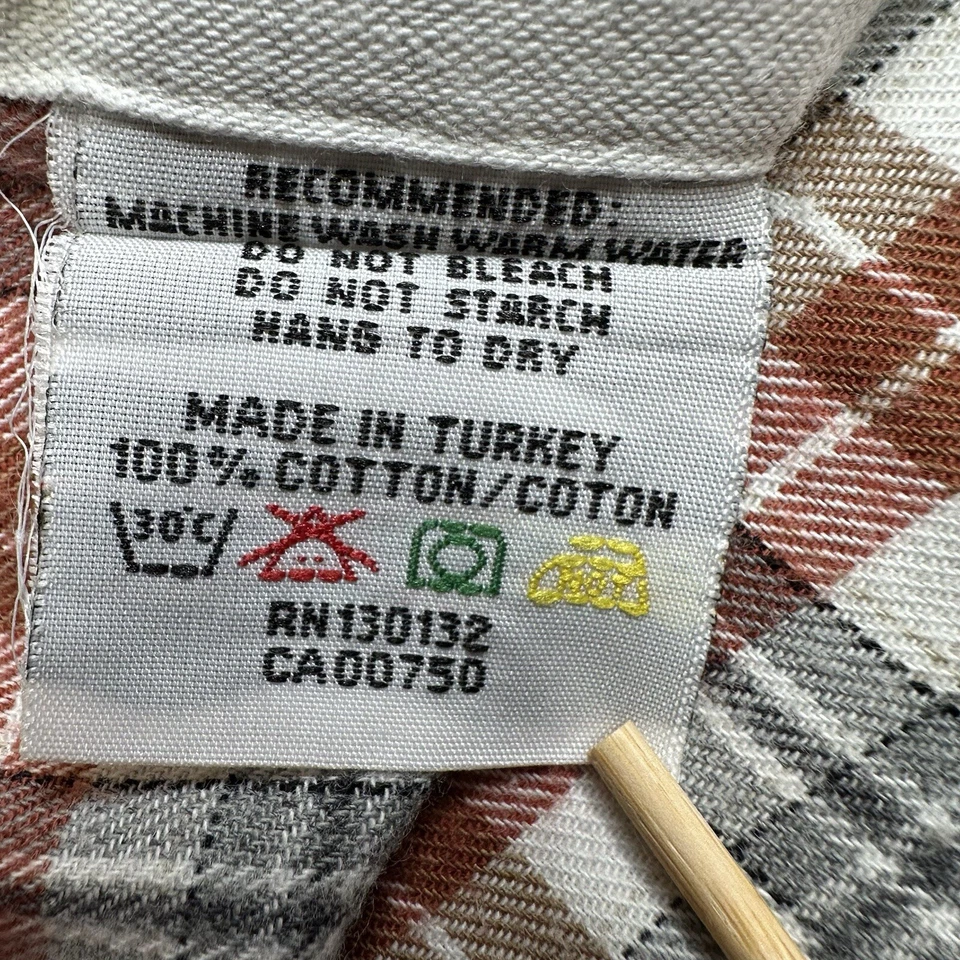 RECOMMENDED:
MACHINE WASH WARM WATER
DO NOT BLEACH
DO NOT STARCH
HANG TO DRY
MADE IN TURKEY
100% COTTON/COTON
30°C
RN130132
CA00750